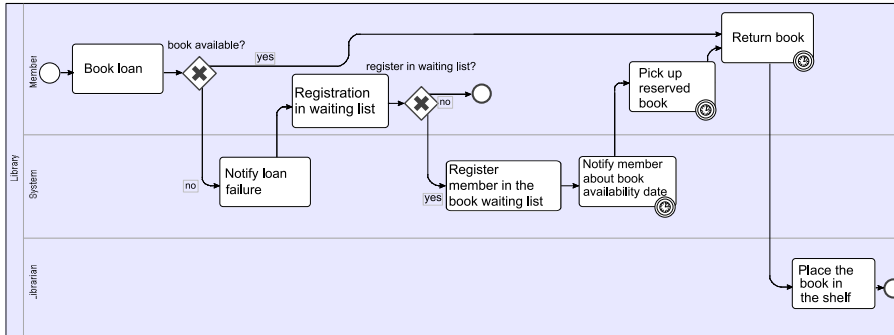 Library
Member
System
Librarian
Book loan
book available?
yes
no
Notify loan
failure
Registration
in waiting list
register in waiting list?
no
yes
Register
member in the
book waiting list
Notify member
about book
availability date
Pick up
reserved
book
Return book
Place the
book in
the shelf